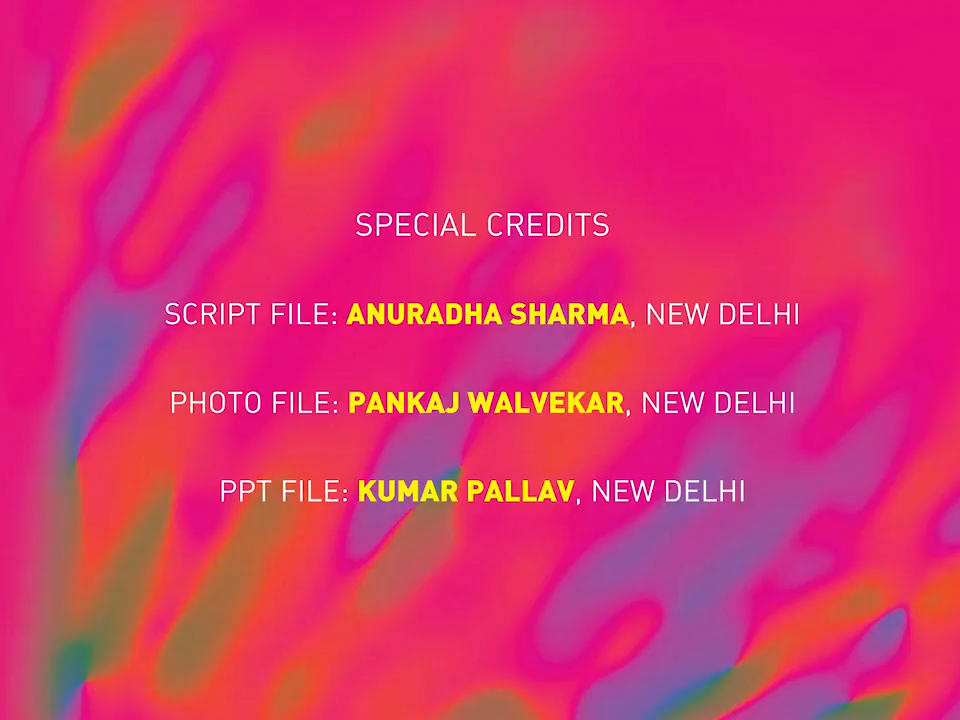 SPECIAL CREDITS
SCRIPT FILE: ANURADHA SHARMA, NEW DELHI
PHOTO FILE: PANKAJ WALVEKAR, NEW DELHI
PPT FILE: KUMAR PALLAV, NEW DELHI